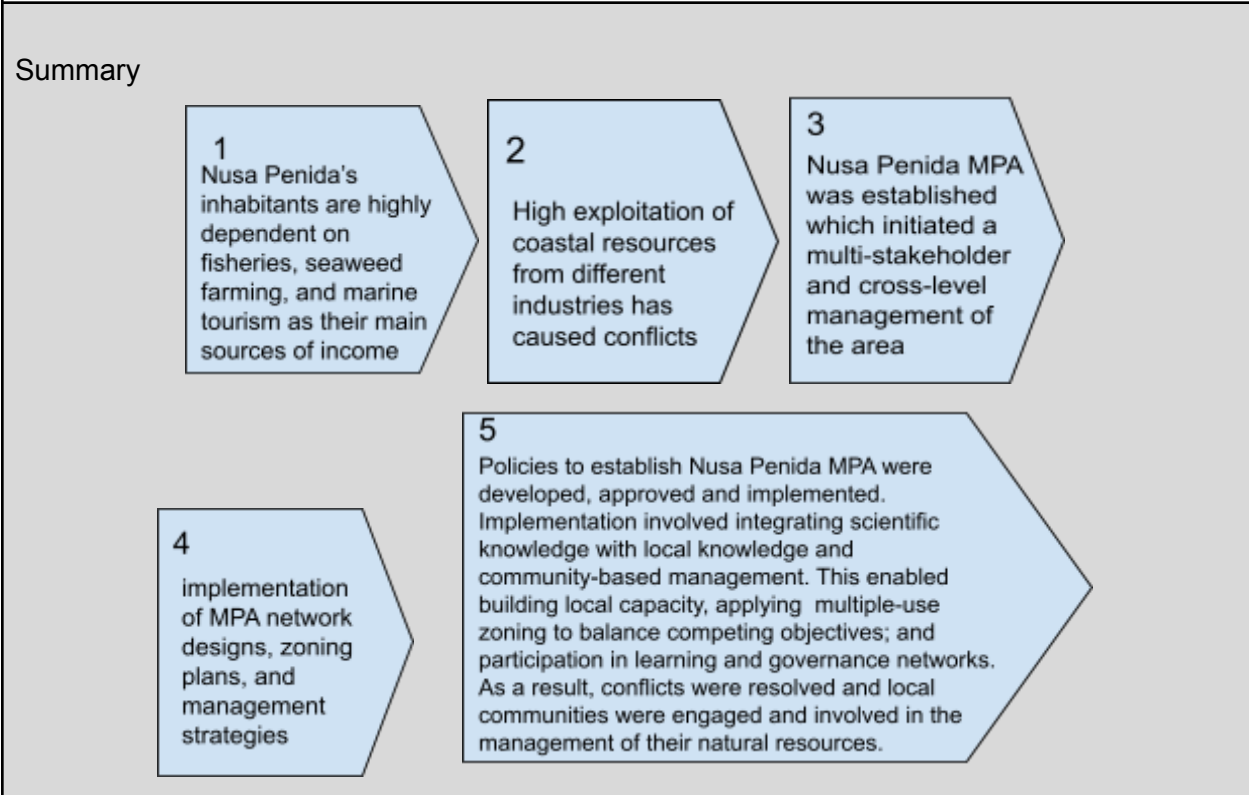 Summary
1
Nusa Penida's
inhabitants are highly
dependent on
fisheries, seaweed
farming, and marine
tourism as their main
sources of income
2
High exploitation of
coastal resources
from different
industries has
caused conflicts
3
Nusa Penida MPA
was established
which initiated a
multi-stakeholder
and cross-level
management of
the area
4
implementation
of MPA network
designs, zoning
plans, and
management
strategies
5
Policies to establish Nusa Penida MPA were
developed, approved and implemented.
Implementation involved integrating scientific
knowledge with local knowledge and
community-based management. This enabled
building local capacity, applying multiple-use
zoning to balance competing objectives; and
participation in learning and governance networks.
As a result, conflicts were resolved and local
communities were engaged and involved in the
management of their natural resources.